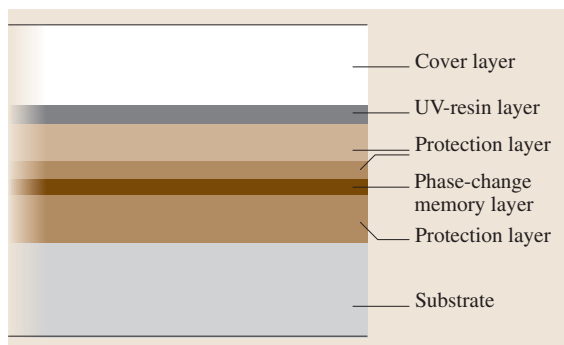 Cover layer
UV-resin layer
Protection layer
Phase-change
memory layer
Protection layer
Substrate